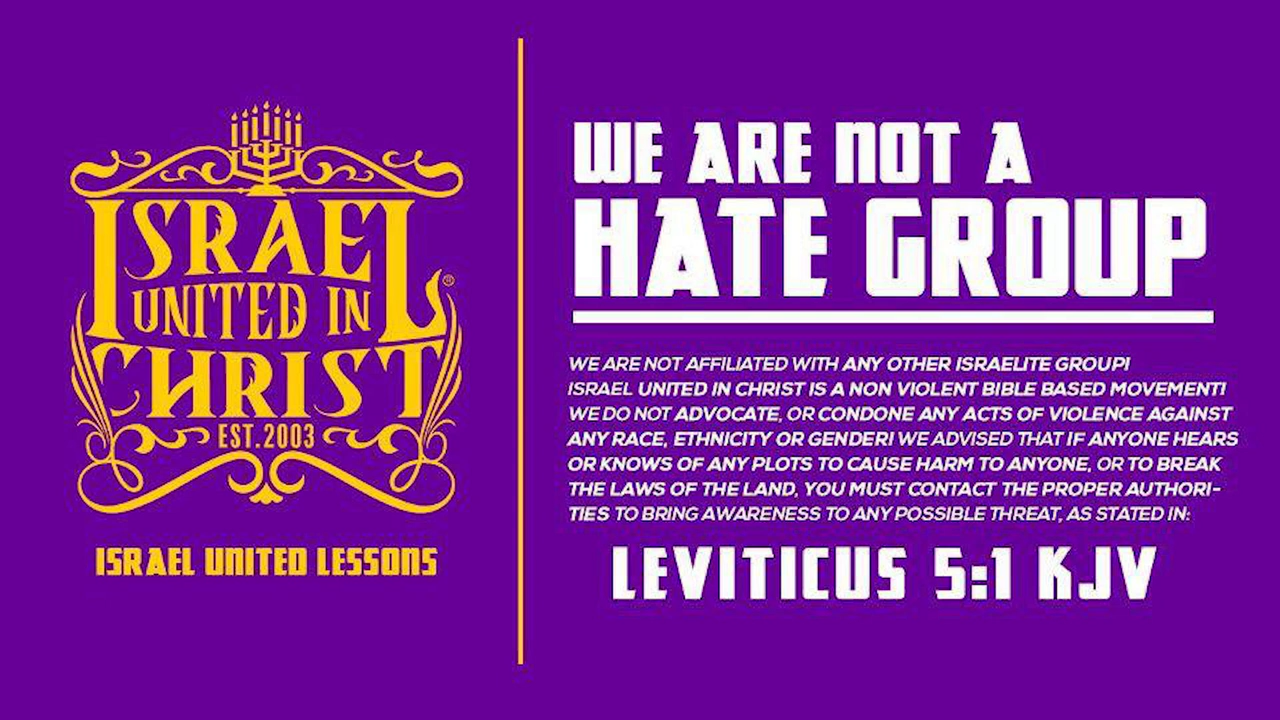 ISRAEL
UNITED IN
CHRIST
EST.2003
ISRAEL UNITED LESSONS
WE ARE NOT A
HATE GROUP
WE ARE NOT AFFILIATED WITH ANY OTHER ISRAELITE GROUP!
ISRAEL UNITED IN CHRIST IS A NON VIOLENT BIBLE BASED MOVEMENT!
WE DO NOT ADVOCATE, OR CONDONE ANY ACTS OF VIOLENCE AGAINST
ANY RACE, ETHNICITY OR GENDER! WE ADVISED THAT IF ANYONE HEARS
OR KNOWS OF ANY PLOTS TO CAUSE HARM TO ANYONE, OR TO BREAK
THE LAWS OF THE LAND, YOU MUST CONTACT THE PROPER AUTHORI-
TIES TO BRING AWARENESS TO ANY POSSIBLE THREAT, AS STATED IN:
LEVITICUS 5:1 KJV